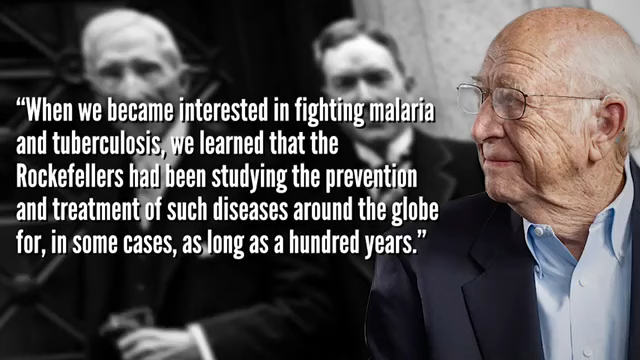 “When we became interested in fighting malaria
and tuberculosis, we learned that the
Rockefellers had been studying the prevention
and treatment of such diseases around the globe
for, in some cases, as long as a hundred years.”